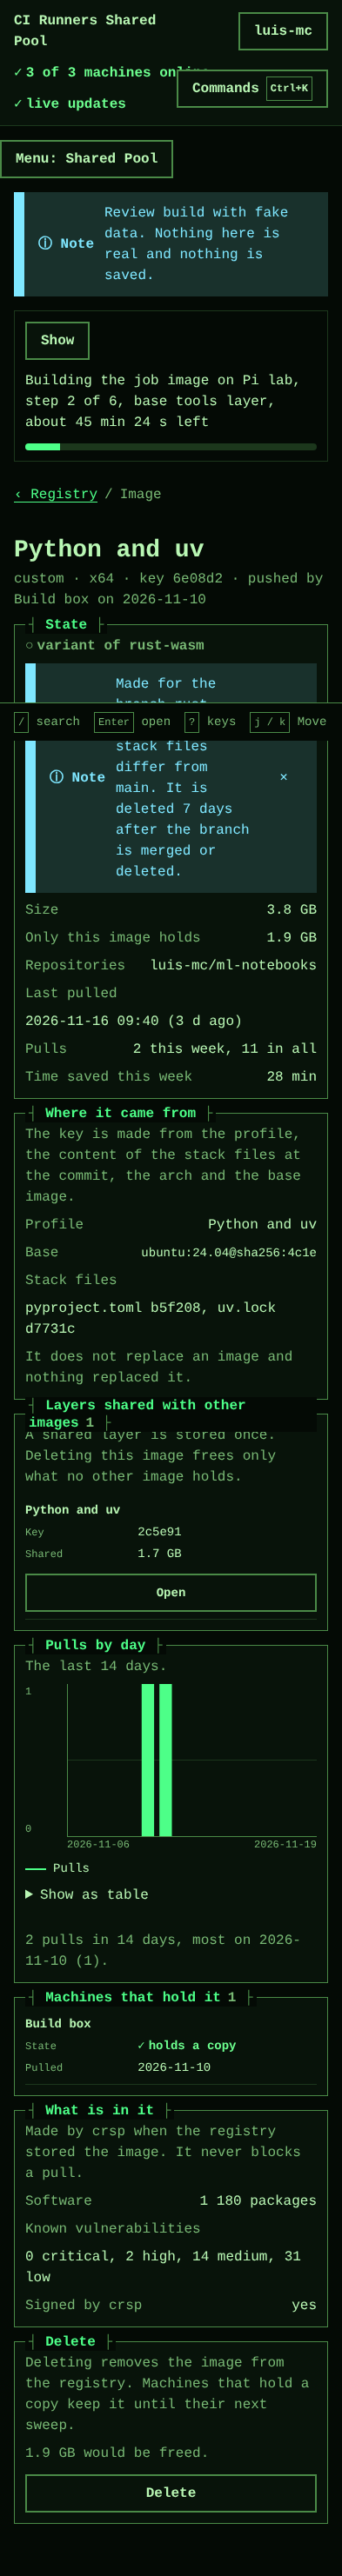 CI Runners Shared
Pool
luis-mc
✓ 3 of 3 machines
Commands Ctrl+K
✓ live updates
Menu: Shared Pool
ⓘ Note
Review build with fake
data. Nothing here is
real and nothing is
saved.
Show
Building the job image on Pi lab,
step 2 of 6, base tools layer,
about 45 min 24 s left
‹ Registry / Image
Python and uv
custom · x64 · key 6e08d2 · pushed by
Build box on 2026-11-10
State
○ variant of rust-wasm
Made for the
/ search Enter open ? keys j / k Move
ⓘ Note
stack files
differ from
main. It is
deleted 7 days
after the branch
is merged or
deleted.
×
Size 3.8 GB
Only this image holds 1.9 GB
Repositories luis-mc/ml-notebooks
Last pulled
2026-11-16 09:40 (3 d ago)
Pulls 2 this week, 11 in all
Time saved this week 28 min
Where it came from
The key is made from the profile,
the content of the stack files at
the commit, the arch and the base
image.
Profile Python and uv
Base ubuntu:24.04@sha256:4c1e
Stack files
pyproject.toml b5f208, uv.lock
d7731c
It does not replace an image and
nothing replaced it.
Layers shared with other
images 1
A shared layer is stored once.
Deleting this image frees only
what no other image holds.
Python and uv
Key 2c5e91
Shared 1.7 GB
Open
Pulls by day
The last 14 days.
1
0
2026-11-06 2026-11-19
Pulls
▶ Show as table
2 pulls in 14 days, most on 2026-
11-10 (1).
Machines that hold it 1
Build box
State ✓ holds a copy
Pulled 2026-11-10
What is in it
Made by crsp when the registry
stored the image. It never blocks
a pull.
Software 1 180 packages
Known vulnerabilities
0 critical, 2 high, 14 medium, 31
low
Signed by crsp yes
Delete
Deleting removes the image from
the registry. Machines that hold a
copy keep it until their next
sweep.
1.9 GB would be freed.
Delete